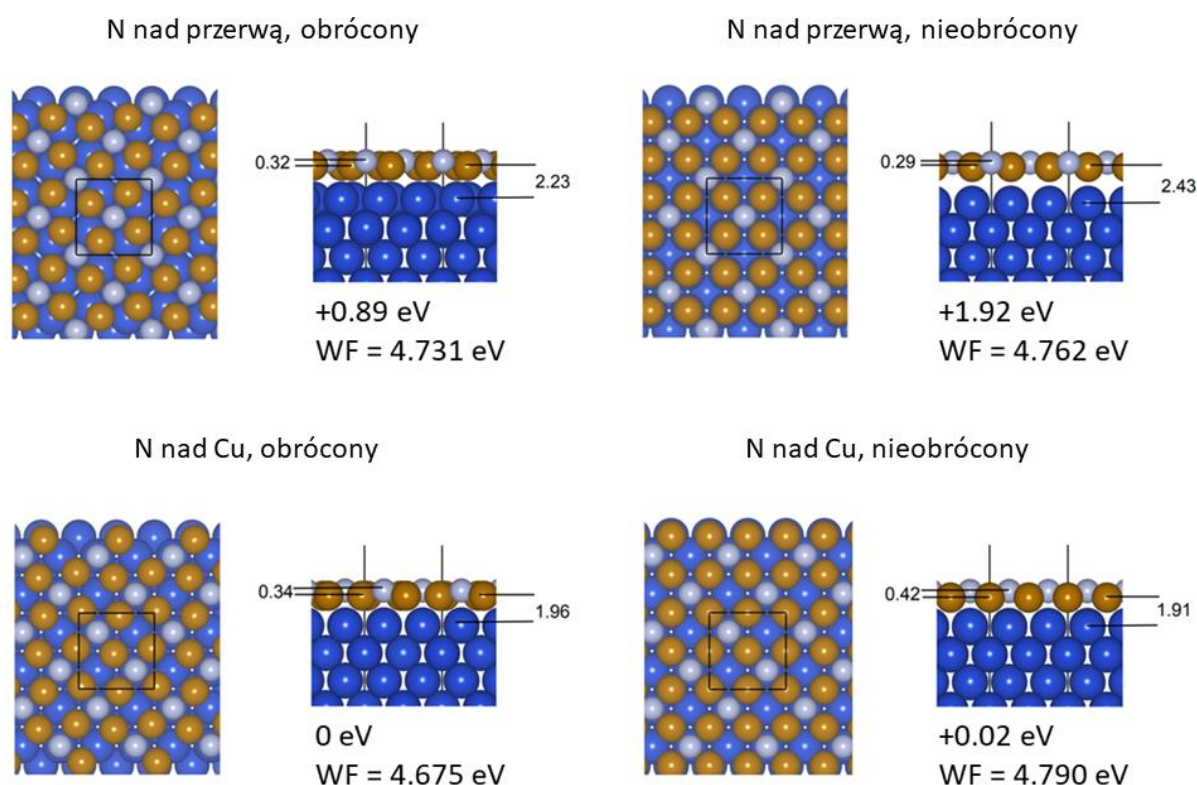 N nad przerwą, obrócony
N nad przerwą, nieobrócony
0.32
2.23
+0.89 eV
WF = 4.731 eV
0.29
2.43
+1.92 eV
WF = 4.762 eV
N nad Cu, obrócony
N nad Cu, nieobrócony
0.34
1.96
0 eV
WF = 4.675 eV
0.42
1.91
+0.02 eV
WF = 4.790 eV